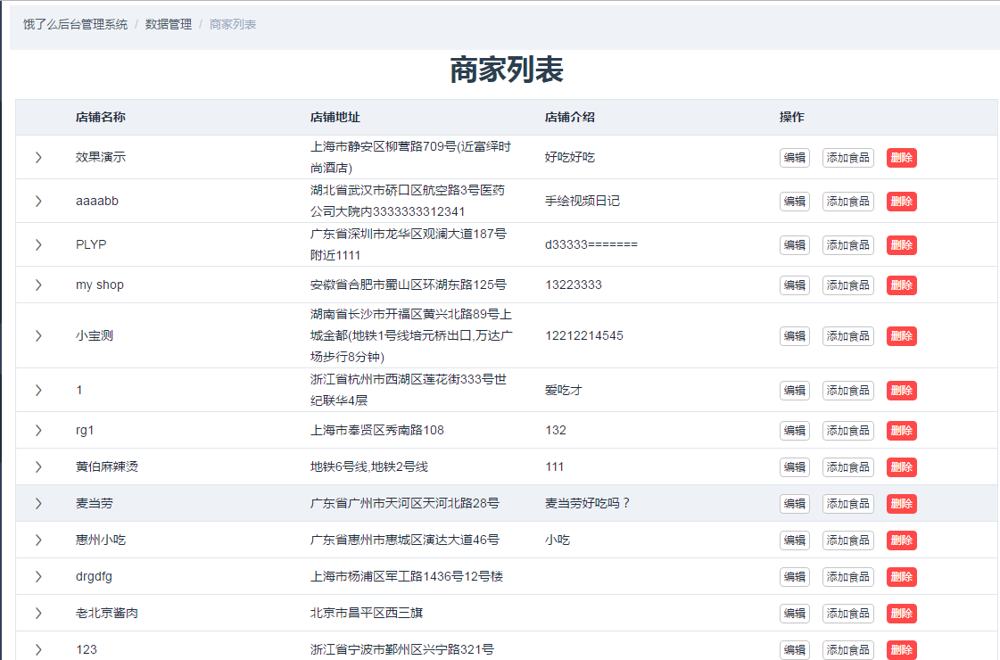 饿了么后台管理系统 / 数据管理 / 商家列表
商家列表
店铺名称 店铺地址 店铺介绍 操作
效果演示 上海市静安区柳营路709号(近富绎时尚酒店) 好吃好吃 编辑 添加食品 删除
aaaabb 湖北省武汉市硚口区航空路3号医药公司大院内3333333312341 手绘视频日记 编辑 添加食品 删除
PLYP 广东省深圳市龙华区观澜大道187号附近1111 d33333======= 编辑 添加食品 删除
my shop 安徽省合肥市蜀山区环湖东路125号 13223333 编辑 添加食品 删除
小宝测 湖南省长沙市开福区黄兴北路89号上城金都(地铁1号线培元桥出口,万达广场步行8分钟) 12212214545 编辑 添加食品 删除
1 浙江省杭州市西湖区莲花街333号世纪联华4层 爱吃才 编辑 添加食品 删除
rg1 上海市奉贤区秀南路108 132 编辑 添加食品 删除
黄伯麻辣烫 地铁6号线,地铁2号线 111 编辑 添加食品 删除
麦当劳 广东省广州市天河区天河北路28号 麦当劳好吃吗？ 编辑 添加食品 删除
惠州小吃 广东省惠州市惠城区演达大道46号 小吃 编辑 添加食品 删除
drgdfg 上海市杨浦区军工路1436号12号楼 编辑 添加食品 删除
老北京酱肉 北京市昌平区西三旗 编辑 添加食品 删除
123 浙江省宁波市鄞州区兴宁路321号 编辑 添加食品 删除